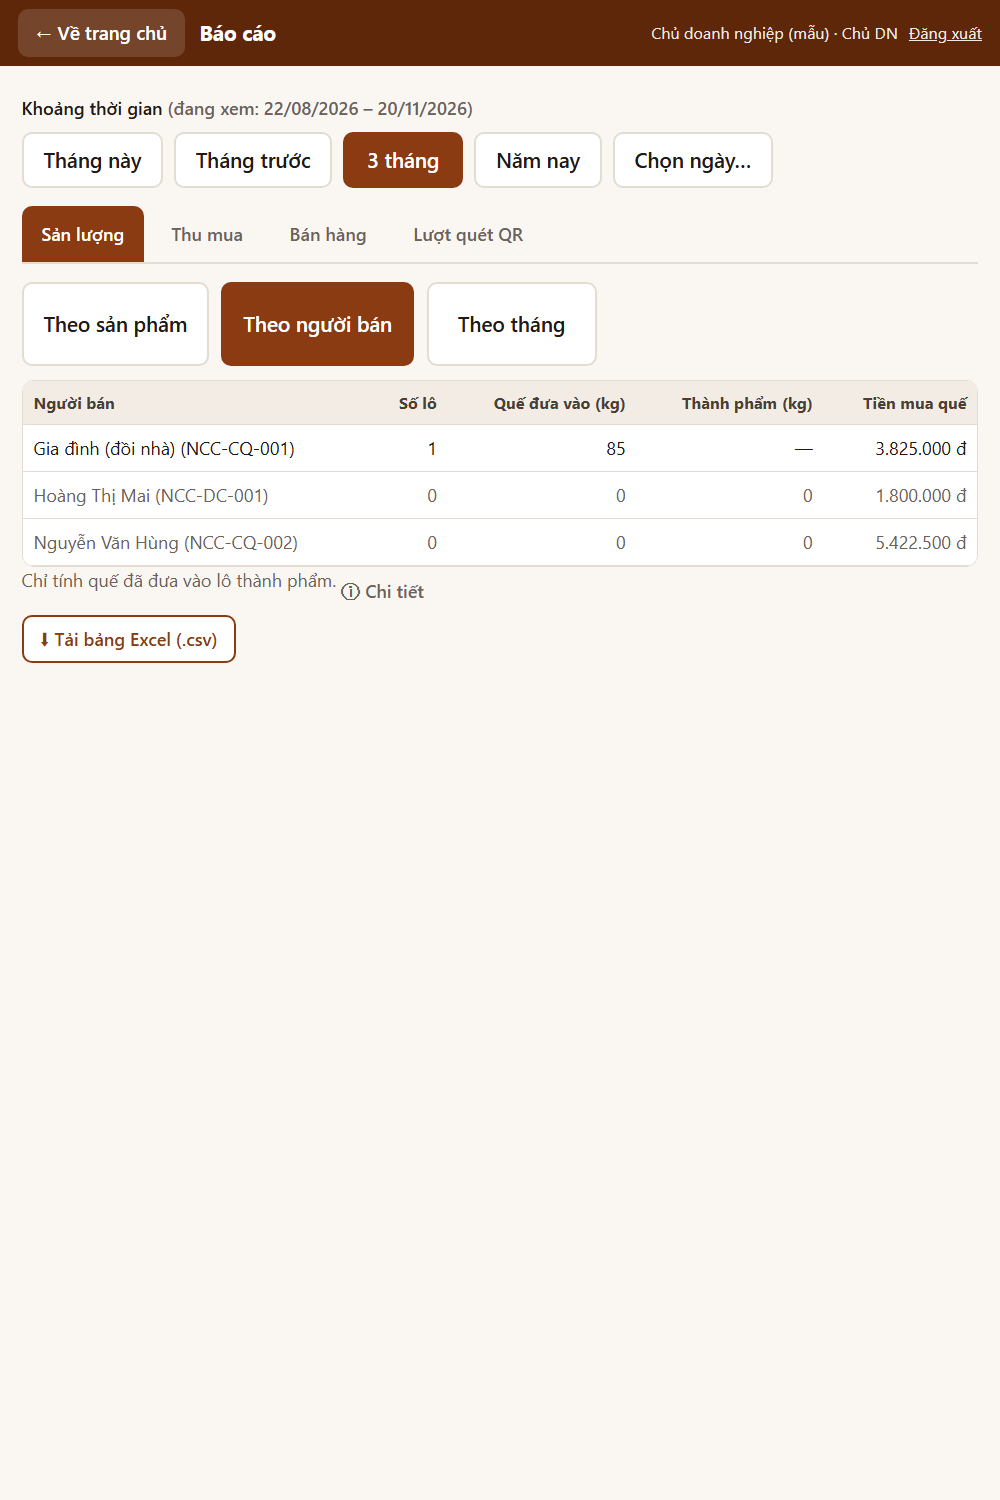 ← Về trang chủ Báo cáo Chủ doanh nghiệp (mẫu) · Chủ DN Đăng xuất
Khoảng thời gian (đang xem: 22/08/2026 – 20/11/2026)
Tháng này Tháng trước 3 tháng Năm nay Chọn ngày...
Sản lượng Thu mua Bán hàng Lượt quét QR
Theo sản phẩm Theo người bán Theo tháng
Người bán Số lô Quế đưa vào (kg) Thành phẩm (kg) Tiền mua quế
Gia đình (đồi nhà) (NCC-CQ-001) 1 85 — 3.825.000 đ
Hoàng Thị Mai (NCC-DC-001) 0 0 0 1.800.000 đ
Nguyễn Văn Hùng (NCC-CQ-002) 0 0 0 5.422.500 đ
Chỉ tính quế đã đưa vào lô thành phẩm. ⓘ Chi tiết
⬇ Tải bảng Excel (.csv)